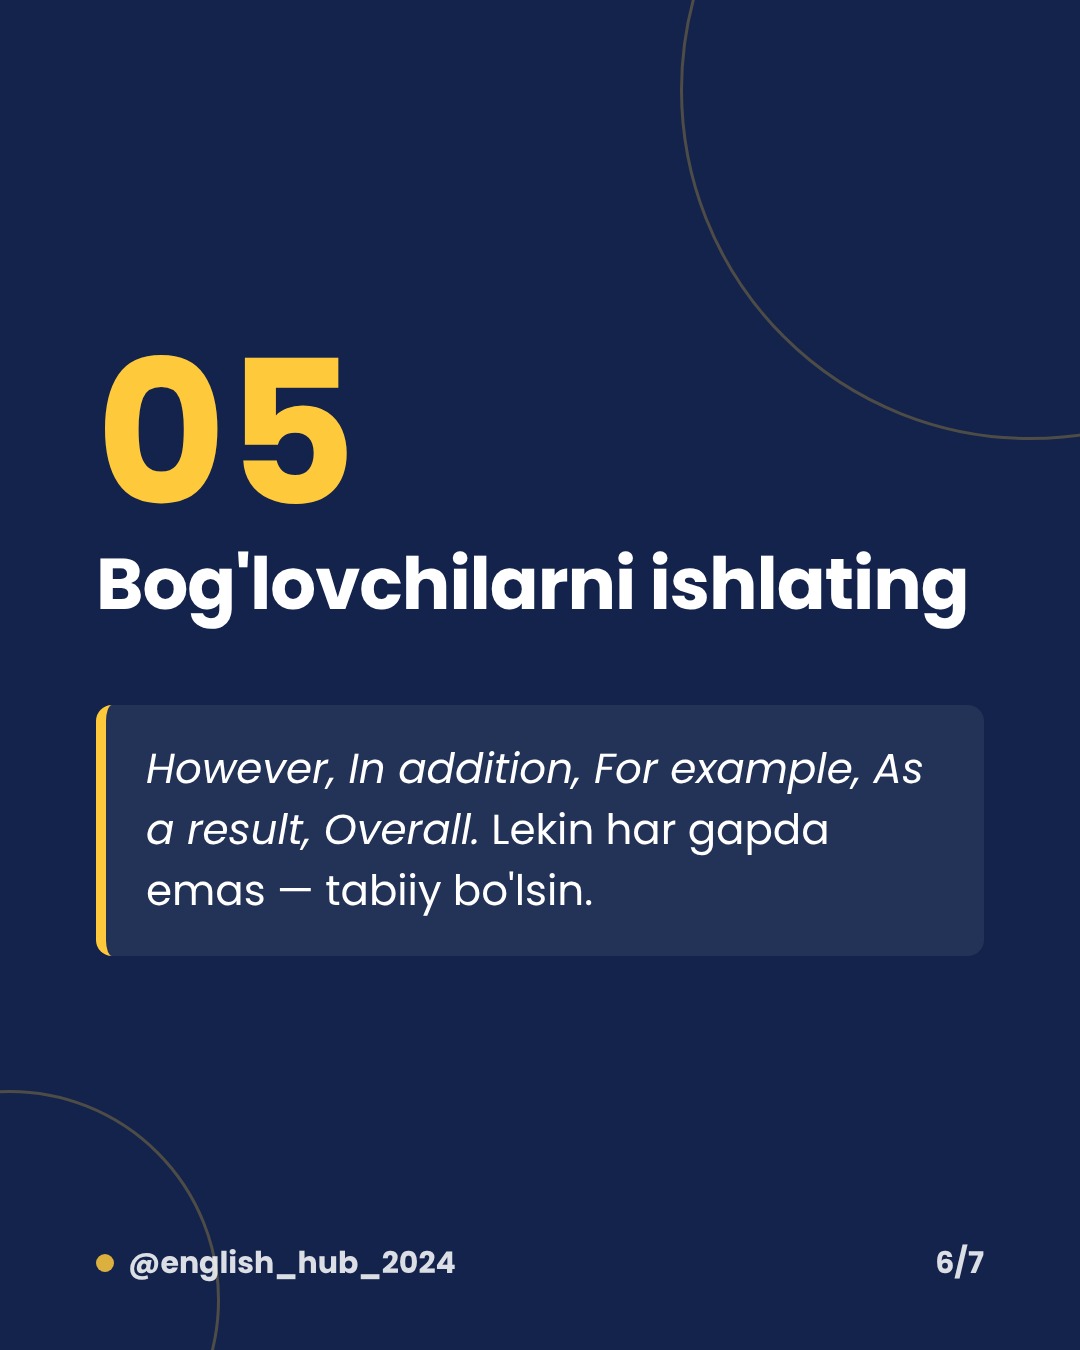 05
Bog'lovchilarni ishlating
However, In addition, For example, As
a result, Overall. Lekin har gapda
emas — tabiiy bo'lsin.
@english_hub_2024
6/7